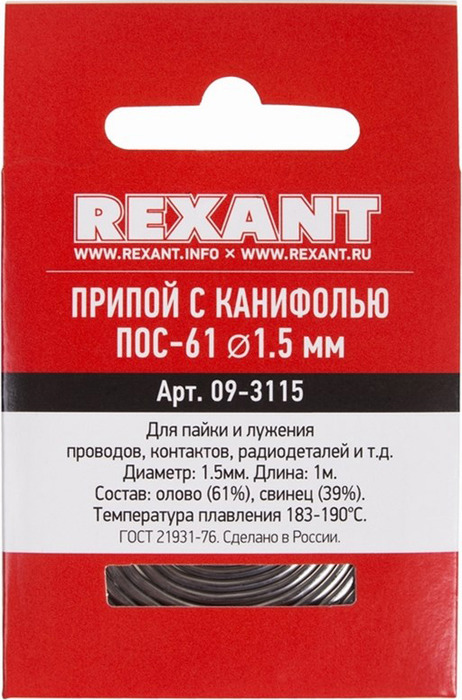 REXANT
WWW.REXANT.INFO × WWW.REXANT.RU
ПРИПОЙ С КАНИФОЛЬЮ
ПОС-61 ⌀1.5 мм
Арт. 09-3115
Для пайки и лужения
проводов, контактов, радиодеталей и т.д.
Диаметр: 1.5мм. Длина: 1м.
Состав: олово (61%), свинец (39%).
Температура плавления 183-190°С.
ГОСТ 21931-76. Сделано в России.